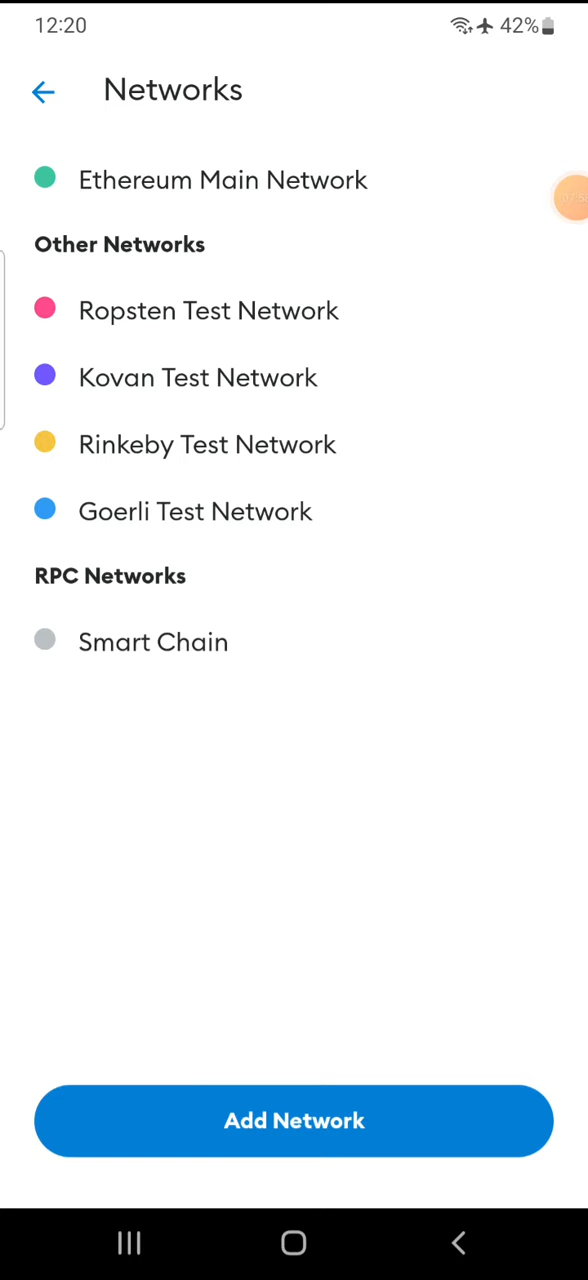 12:20
42%
Networks
Ethereum Main Network
Other Networks
Ropsten Test Network
Kovan Test Network
Rinkeby Test Network
Goerli Test Network
RPC Networks
Smart Chain
Add Network